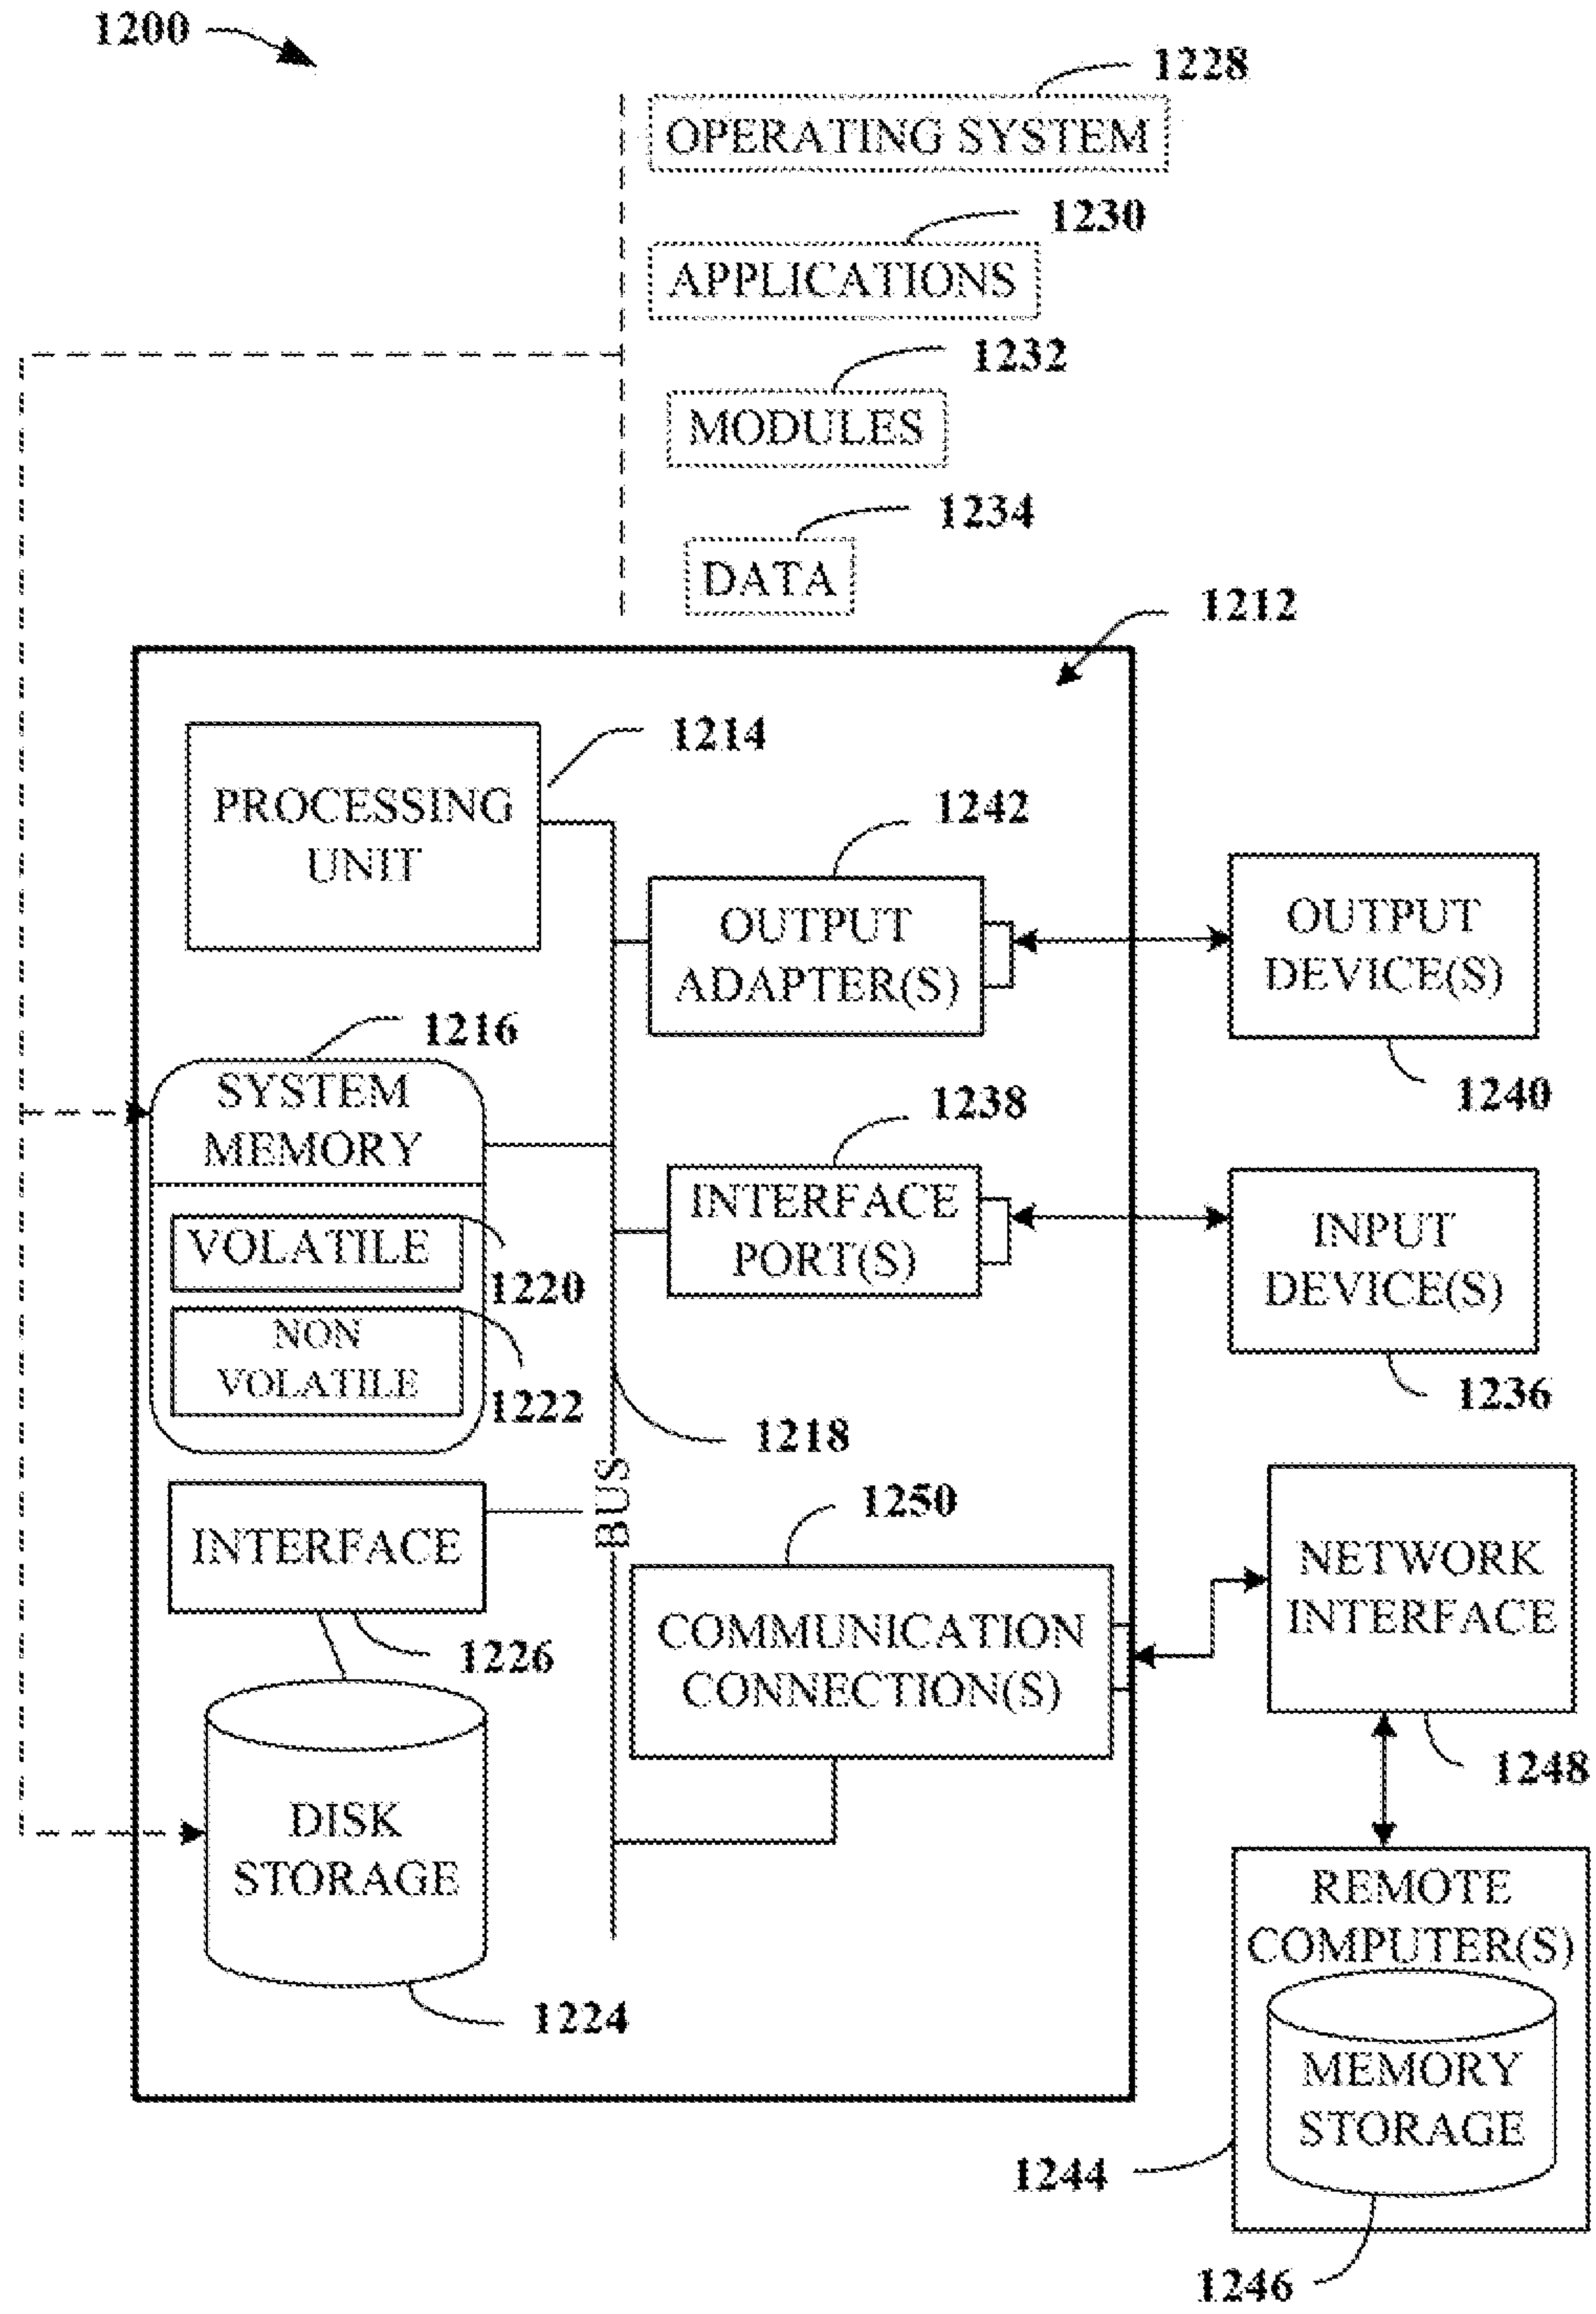 1200
1228
OPERATING SYSTEM
1230
APPLICATIONS
1232
MODULES
1234
DATA
1212
1214
PROCESSING
UNIT
1242
OUTPUT
ADAPTER(S)
OUTPUT
DEVICE(S)
1240
1216
SYSTEM
MEMORY
VOLATILE
1220
NON
VOLATILE
1222
1238
INTERFACE
PORT(S)
INPUT
DEVICE(S)
1236
1218
BUS
INTERFACE
1226
1250
COMMUNICATION
CONNECTION(S)
NETWORK
INTERFACE
1248
DISK
STORAGE
1224
REMOTE
COMPUTER(S)
MEMORY
STORAGE
1244
1246